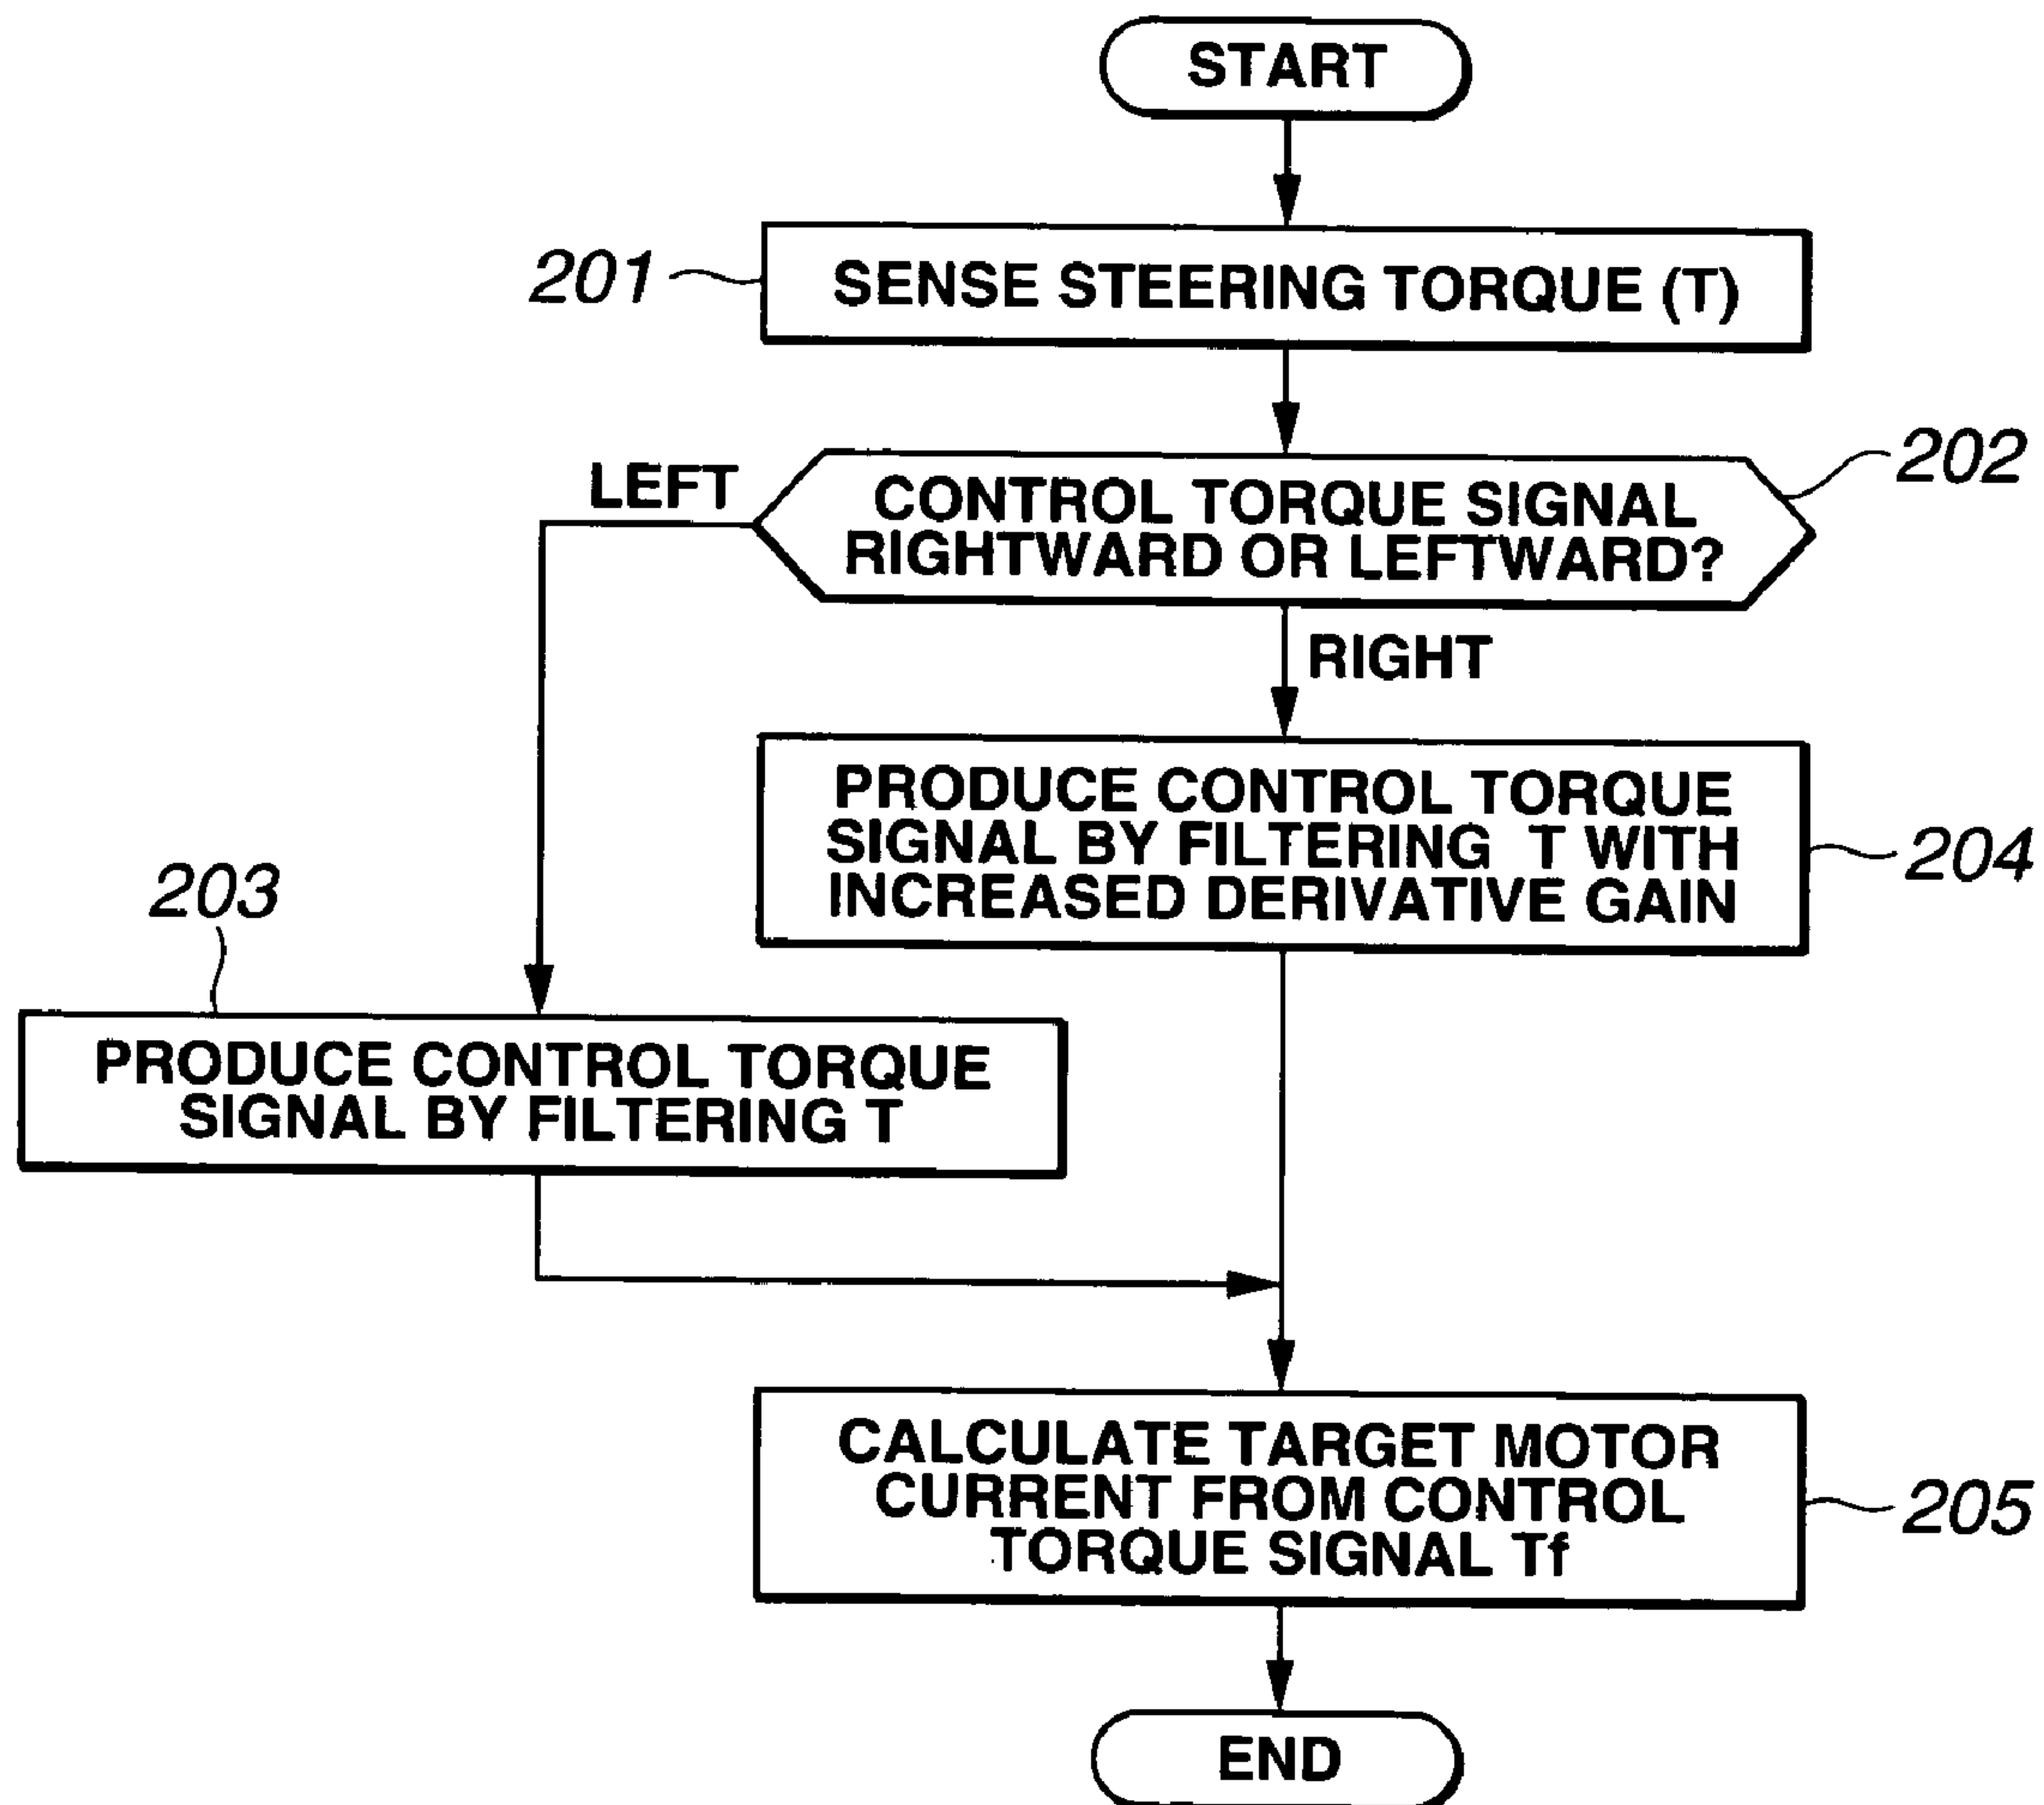 START
201
SENSE STEERING TORQUE (T)
202
LEFT
CONTROL TORQUE SIGNAL
RIGHTWARD OR LEFTWARD?
RIGHT
PRODUCE CONTROL TORQUE
SIGNAL BY FILTERING T WITH
INCREASED DERIVATIVE GAIN
204
203
PRODUCE CONTROL TORQUE
SIGNAL BY FILTERING T
CALCULATE TARGET MOTOR
CURRENT FROM CONTROL
TORQUE SIGNAL Tf
205
END